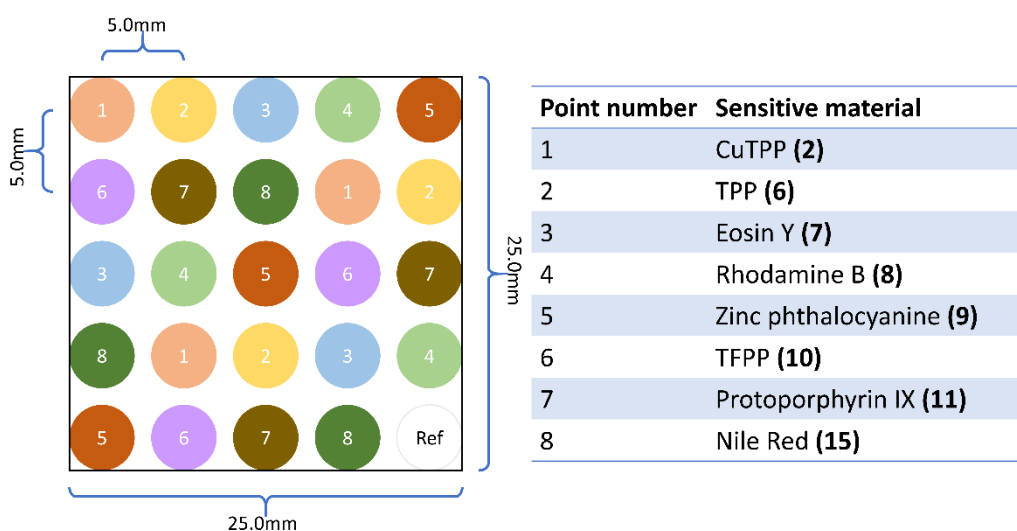 5.0mm
5.0mm
1 2 3 4 5
6 7 8 1 2
3 4 5 6 7
8 1 2 3 4
5 6 7 8 Ref
25.0mm
25.0mm
Point number Sensitive material
1 CuTPP (2)
2 TPP (6)
3 Eosin Y (7)
4 Rhodamine B (8)
5 Zinc phthalocyanine (9)
6 TFPP (10)
7 Protoporphyrin IX (11)
8 Nile Red (15)